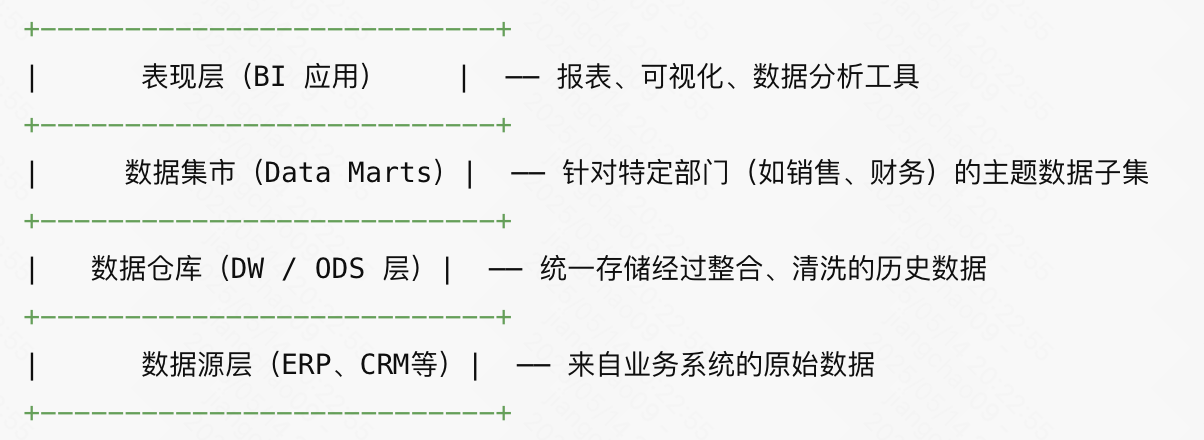 +---------------------------+
|      表现层（BI 应用）     |  —— 报表、可视化、数据分析工具
+---------------------------+
|     数据集市（Data Marts）|  —— 针对特定部门（如销售、财务）的主题数据子集
+---------------------------+
|   数据仓库（DW / ODS 层）|  —— 统一存储经过整合、清洗的历史数据
+---------------------------+
|      数据源层（ERP、CRM等）|  —— 来自业务系统的原始数据
+---------------------------+